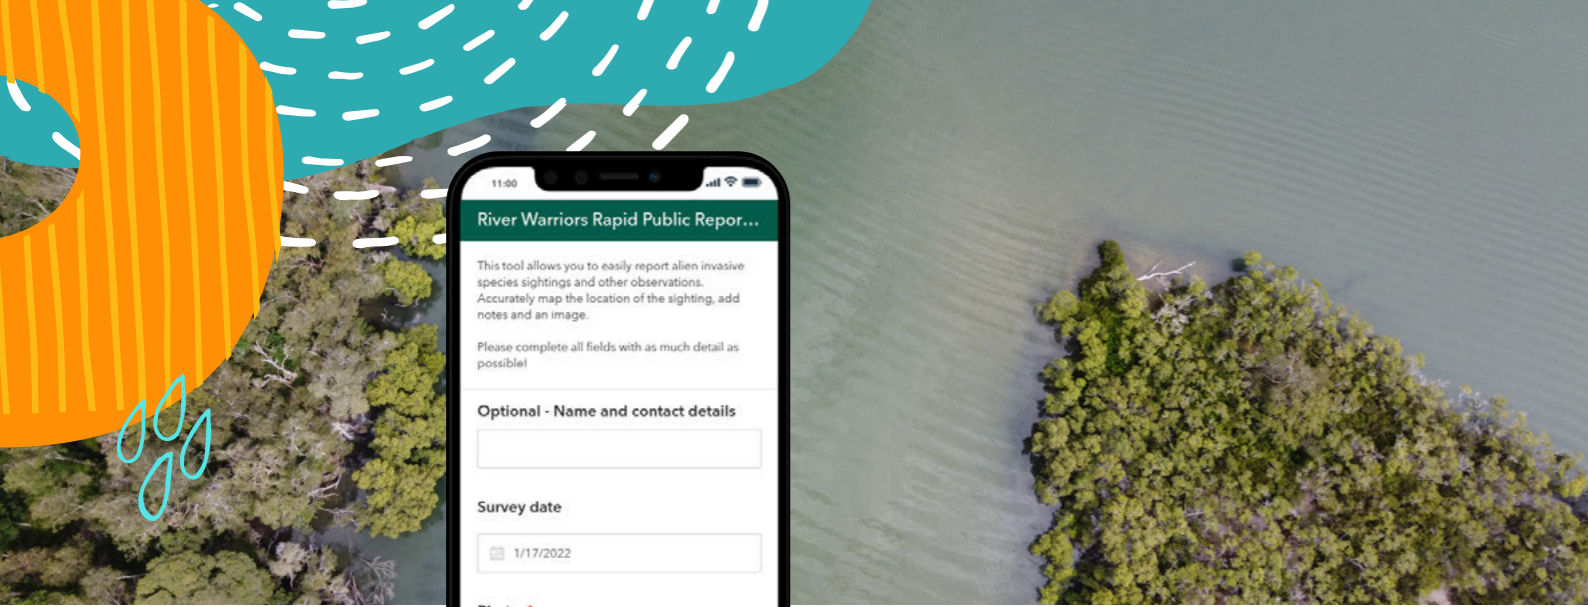 11:00
River Warriors Rapid Public Repor...
This tool allows you to easily report alien invasive
species sightings and other observations.
Accurately map the location of the sighting, add
notes and an image.
Please complete all fields with as much detail as
possible!
Optional - Name and contact details
Survey date
1/17/2022